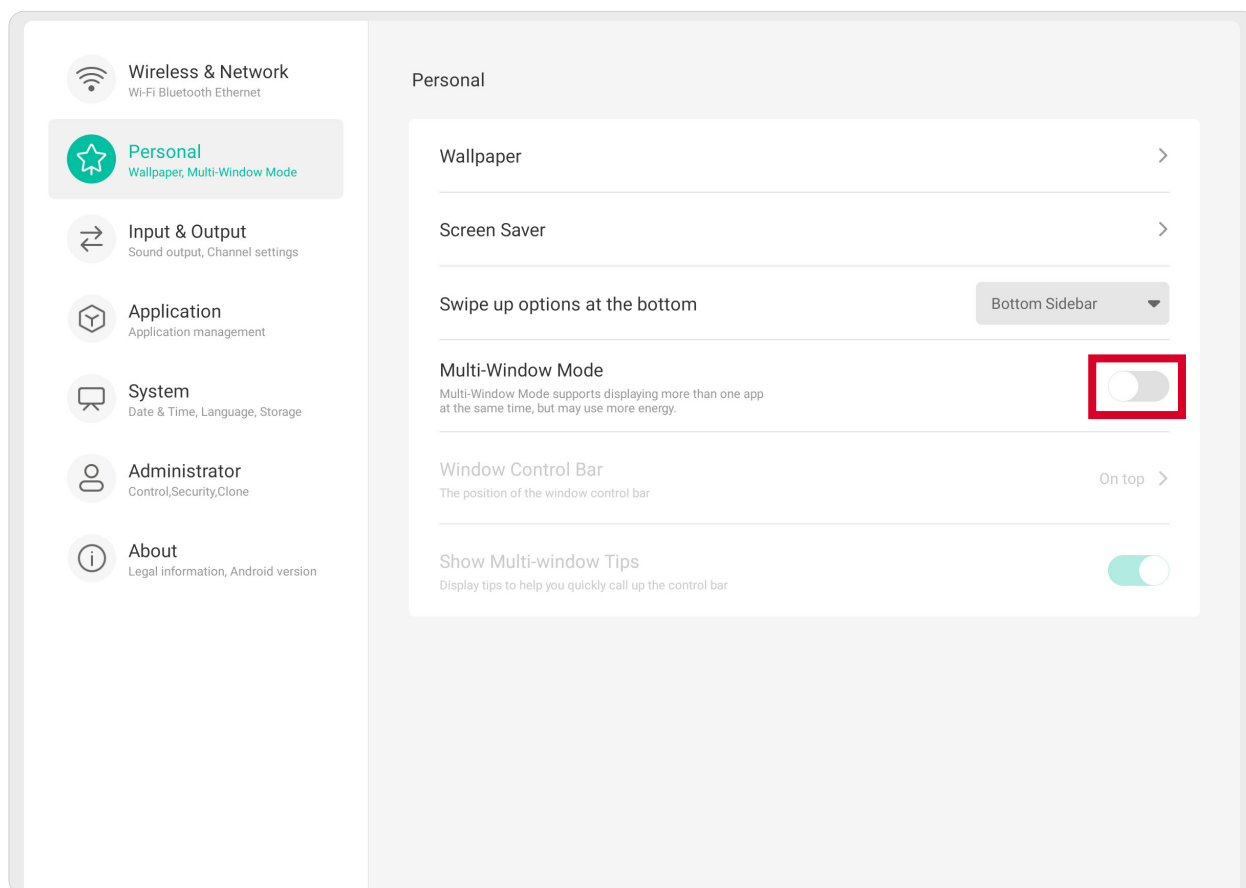 Wireless & Network
Wi-Fi Bluetooth Ethernet
Personal
Wallpaper, Multi-Window Mode
Input & Output
Sound output, Channel settings
Application
Application management
System
Date & Time, Language, Storage
Administrator
Control,Security,Clone
About
Legal information, Android version
Personal
Wallpaper
Screen Saver
Swipe up options at the bottom
Bottom Sidebar
Multi-Window Mode
Multi-Window Mode supports displaying more than one app
at the same time, but may use more energy.
Window Control Bar
The position of the window control bar
On top
Show Multi-window Tips
Display tips to help you quickly call up the control bar